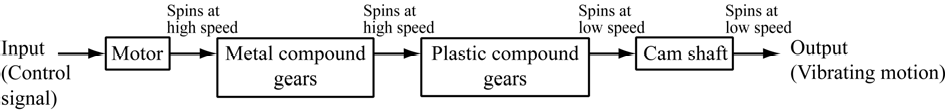 Spins at
high speed
Spins at
high speed
Spins at
low speed
Spins at
low speed
Input
(Control
signal)
Motor
Metal compound
gears
Plastic compound
gears
Cam shaft
Output
(Vibrating motion)